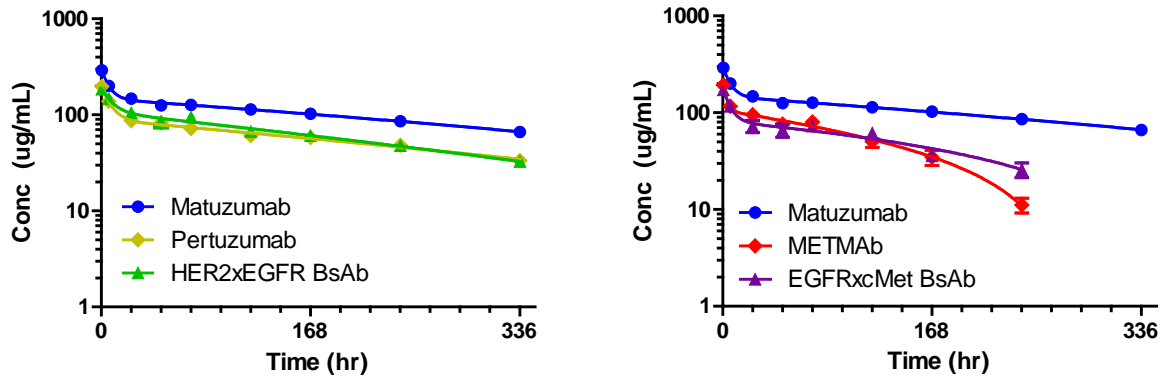 1000
100
10
1
Conc (ug/mL)
Matuzumab
Pertuzumab
HER2xEGFR BsAb
0
168
336
Time (hr)
1000
100
10
1
Conc (ug/mL)
Matuzumab
METMAb
EGFRxcMet BsAb
0
168
336
Time (hr)